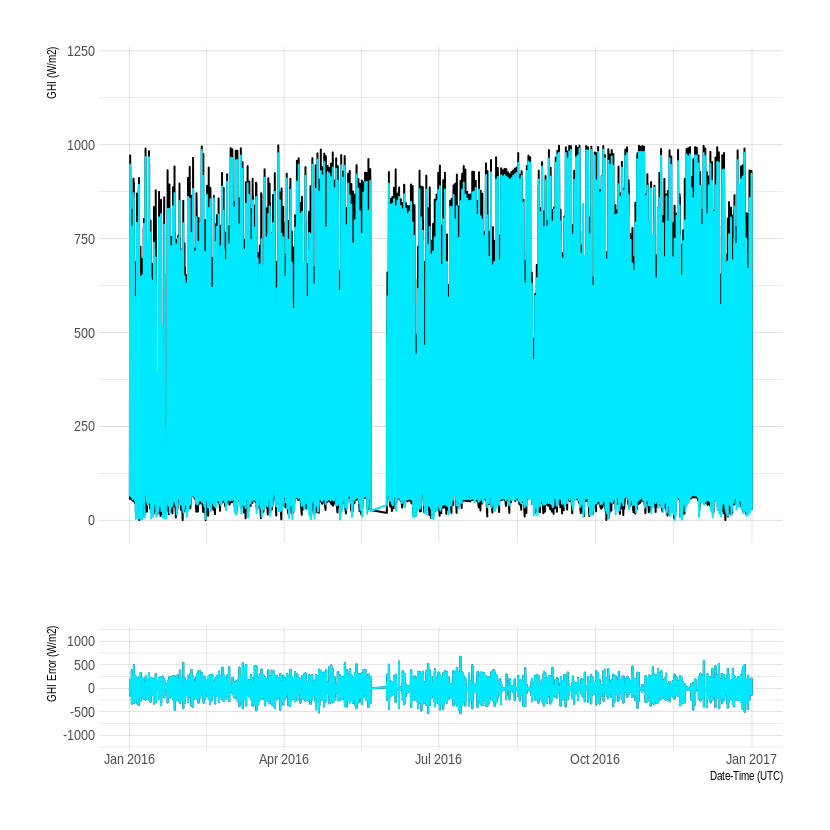 GHI (W/m2)
1250
1000
750
500
250
0
GHI Error (W/m2)
1000
500
0
-500
-1000
Jan 2016
Apr 2016
Jul 2016
Oct 2016
Jan 2017
Date-Time (UTC)